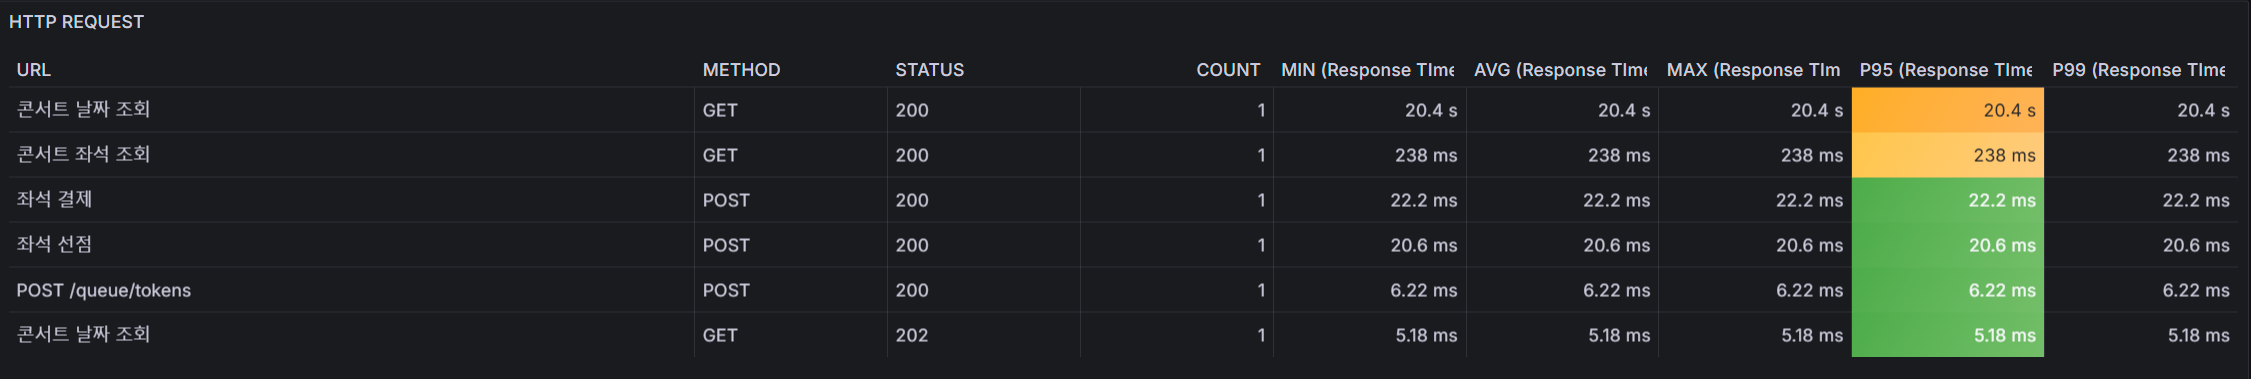 HTTP REQUEST
URL METHOD STATUS COUNT MIN (Response TIme AVG (Response TIme MAX (Response TIm P95 (Response TIme P99 (Response TIme
콘서트 날짜 조회 GET 200 1 20.4 s 20.4 s 20.4 s 20.4 s 20.4 s
콘서트 좌석 조회 GET 200 1 238 ms 238 ms 238 ms 238 ms 238 ms
좌석 결제 POST 200 1 22.2 ms 22.2 ms 22.2 ms 22.2 ms 22.2 ms
좌석 선점 POST 200 1 20.6 ms 20.6 ms 20.6 ms 20.6 ms 20.6 ms
POST /queue/tokens POST 200 1 6.22 ms 6.22 ms 6.22 ms 6.22 ms 6.22 ms
콘서트 날짜 조회 GET 202 1 5.18 ms 5.18 ms 5.18 ms 5.18 ms 5.18 ms